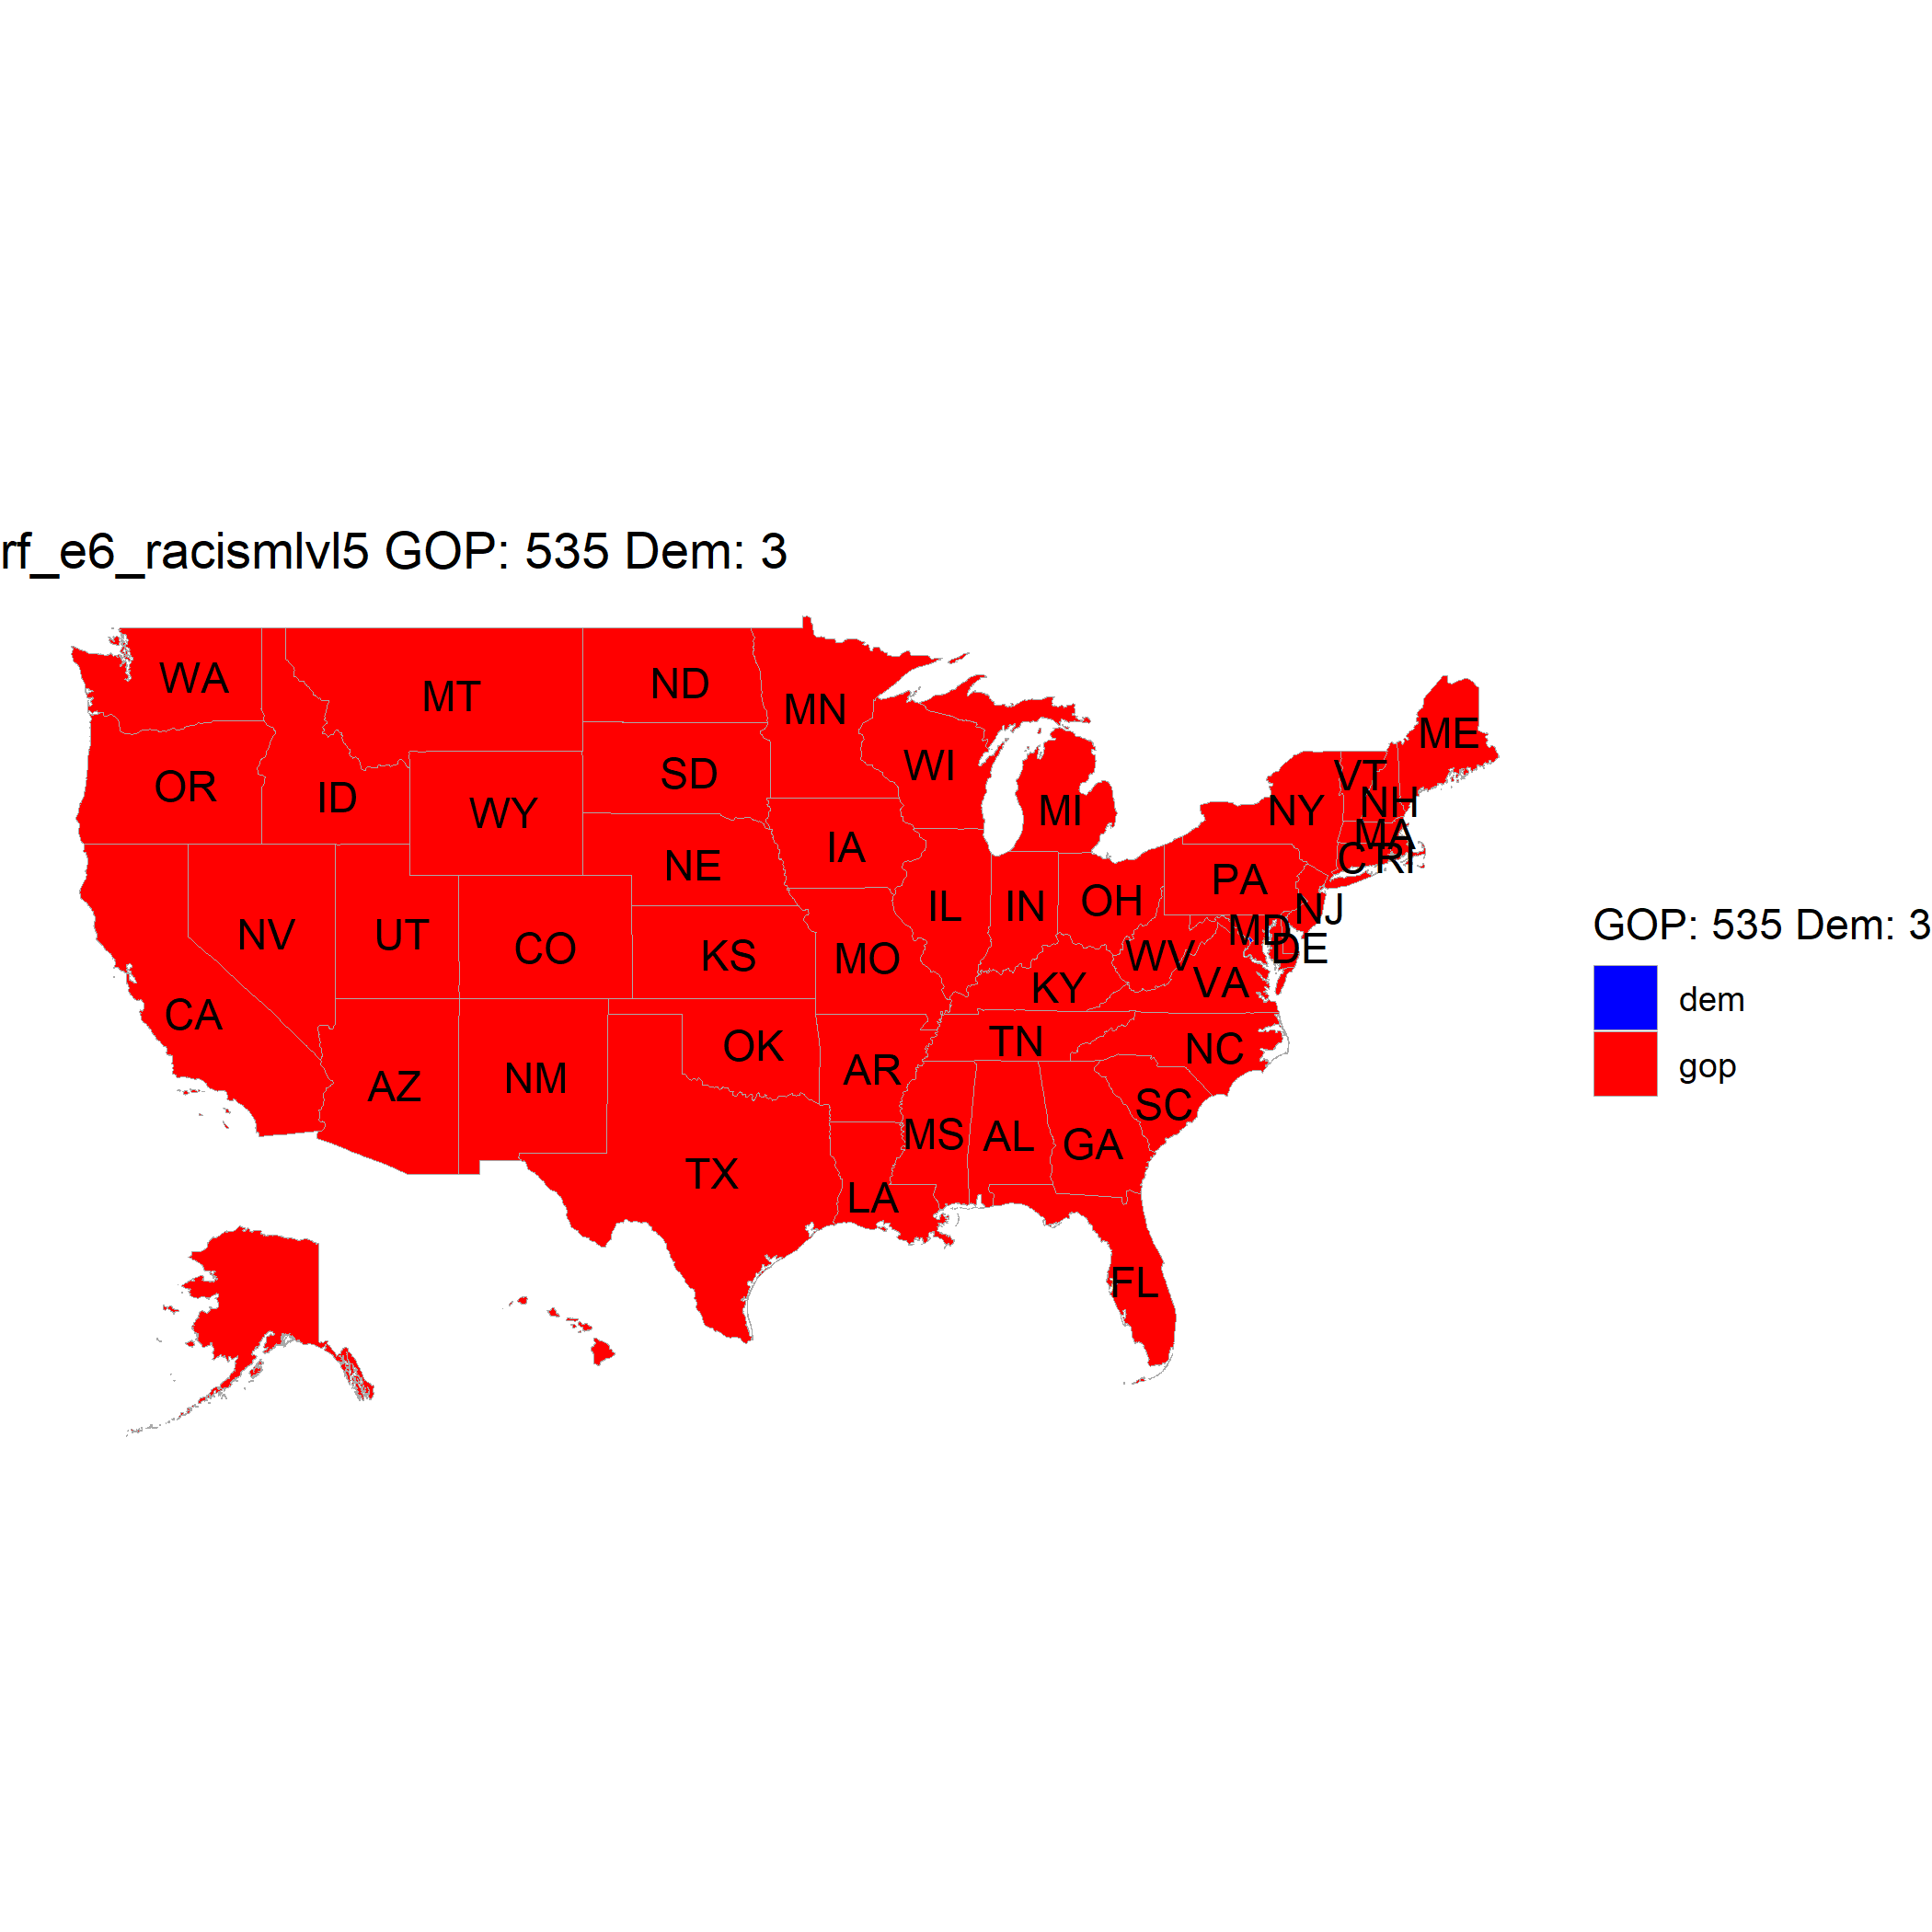 rf_e6_racismlvl5 GOP: 535 Dem: 3
WA
MT
ND
MN
ME
OR
ID
WY
SD
WI
MI
NY
VT
NH
MA
CT
RI
NE
IA
PA
NJ
NV
UT
CO
KS
MO
IL
IN
OH
WV
VA
MD
DE
KY
CA
AZ
NM
OK
AR
TN
NC
SC
TX
LA
MS
AL
GA
FL
GOP: 535 Dem: 3
dem
gop